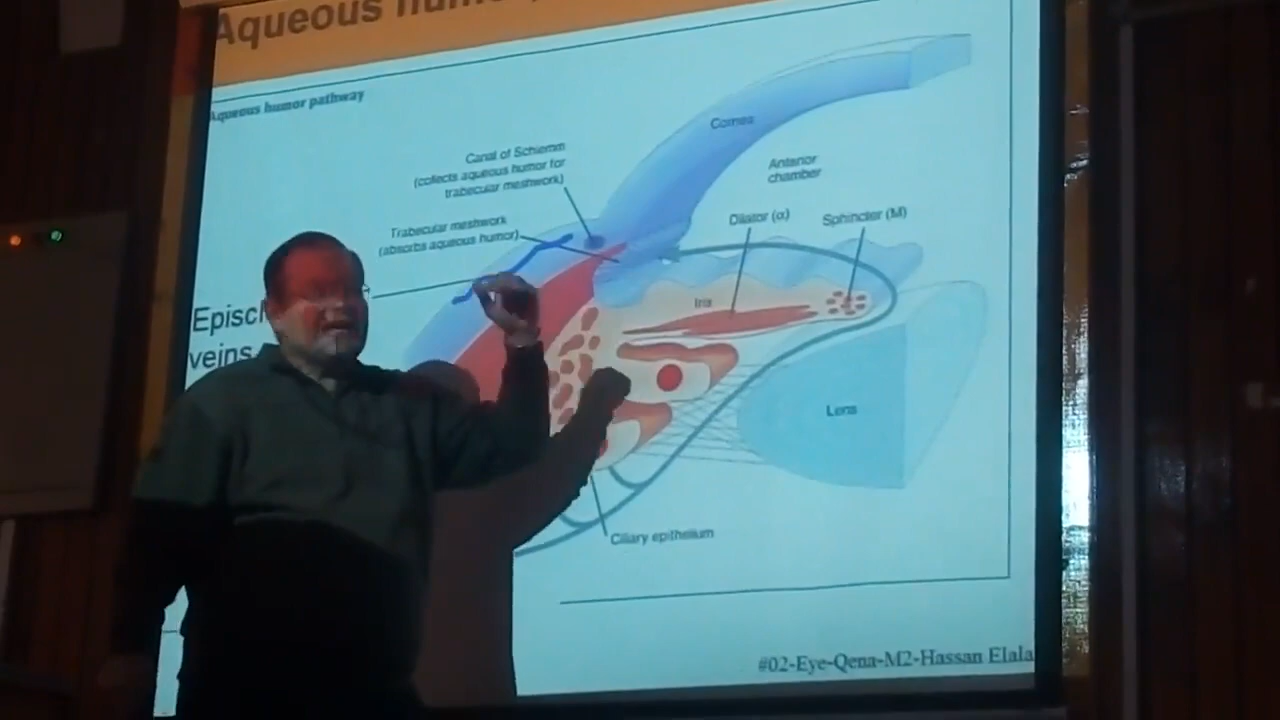 Aqueous humor
Aqueous humor pathway
Cornea
Canal of Schlemm
(collects aqueous humor for
trabecular meshwork)
Anterior
chamber
Trabecular meshwork
(absorbs aqueous humor)
Dilator (α)
Sphincter (M)
Iris
veins
Lens
Ciliary epithelium
#02-Eye-Qena-M2-Hassan Elala